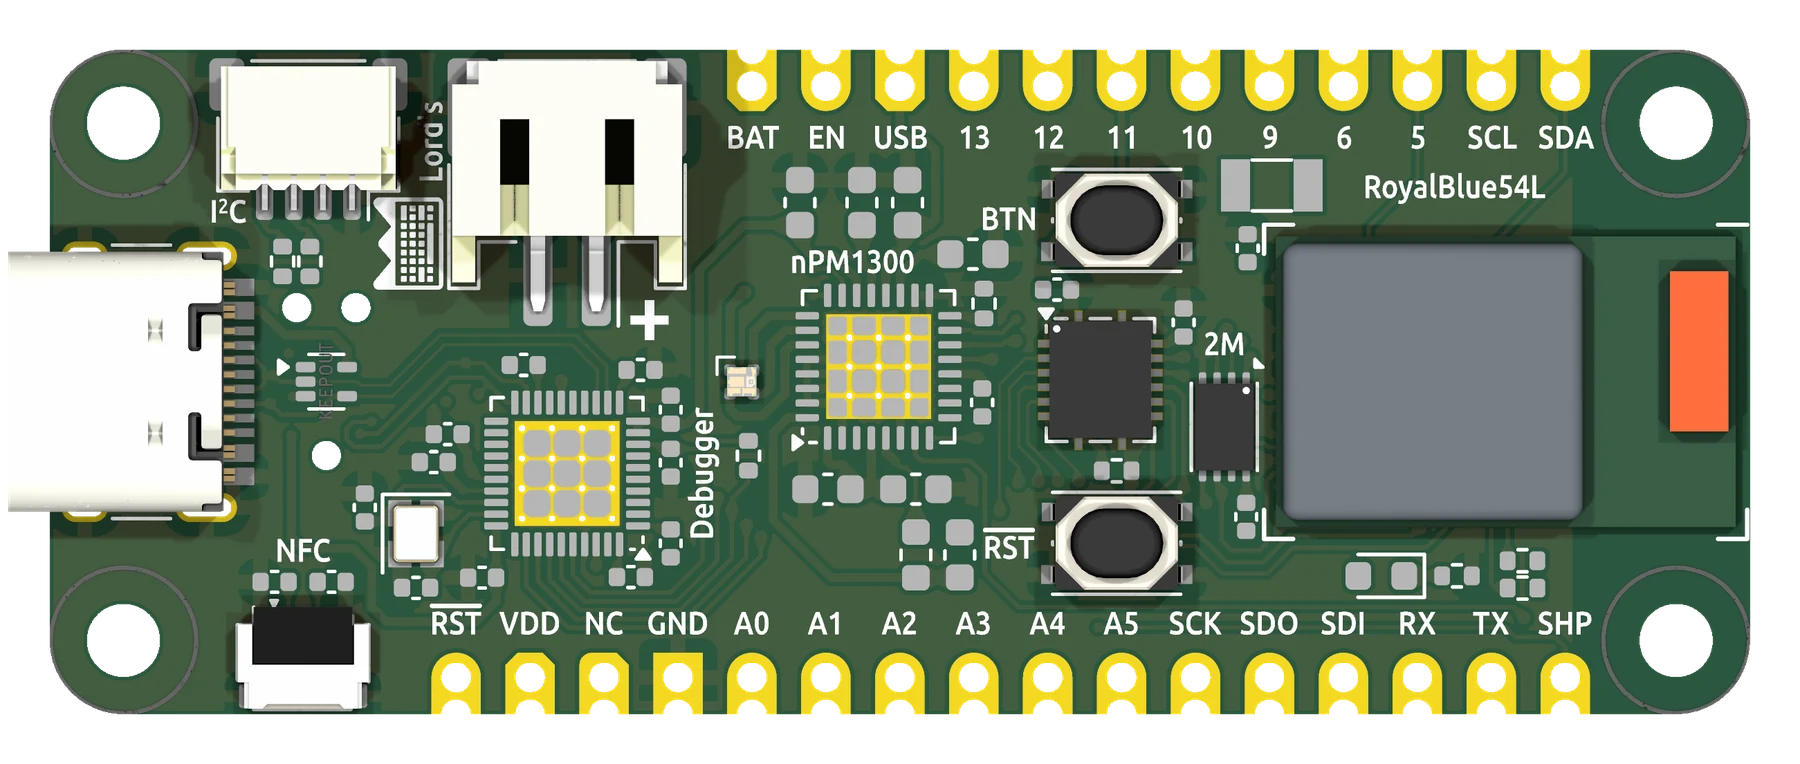 Lord's
BAT EN USB 13 12 11 10 9 6 5 SCL SDA
RoyalBlue54L
I²C
BTN
nPM1300
+
2M
KEEPOUT
Debugger
RST
NFC
RST VDD NC GND A0 A1 A2 A3 A4 A5 SCK SDO SDI RX TX SHP